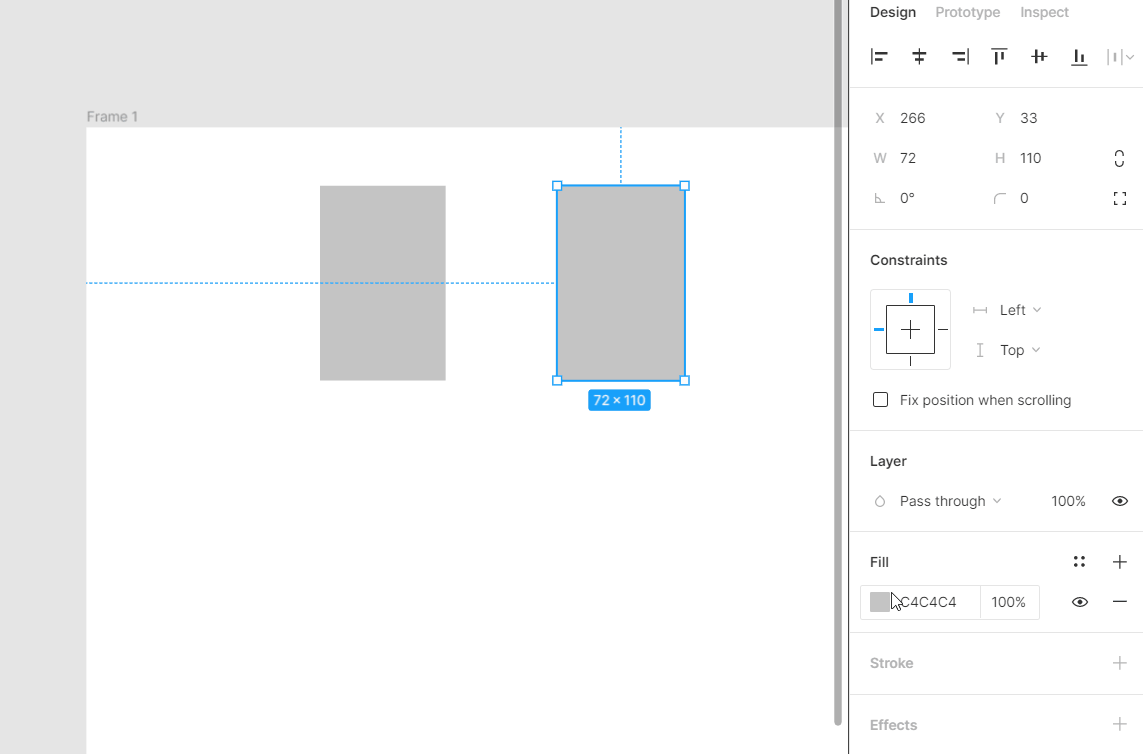 Design Prototype Inspect
Frame 1
X 266 Y 33
W 72 H 110
0° 0
Constraints
Left
Top
72 × 110
Fix position when scrolling
Layer
Pass through 100%
Fill
C4C4C4 100%
Stroke
Effects